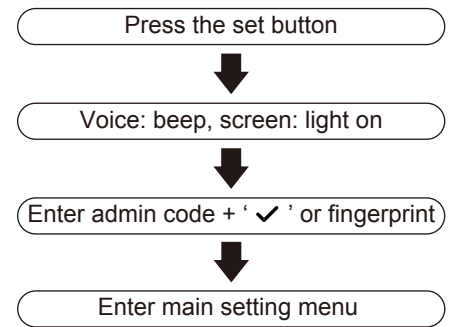 Press the set button
Voice: beep, screen: light on
Enter admin code + ‘ ✓ ’ or fingerprint
Enter main setting menu